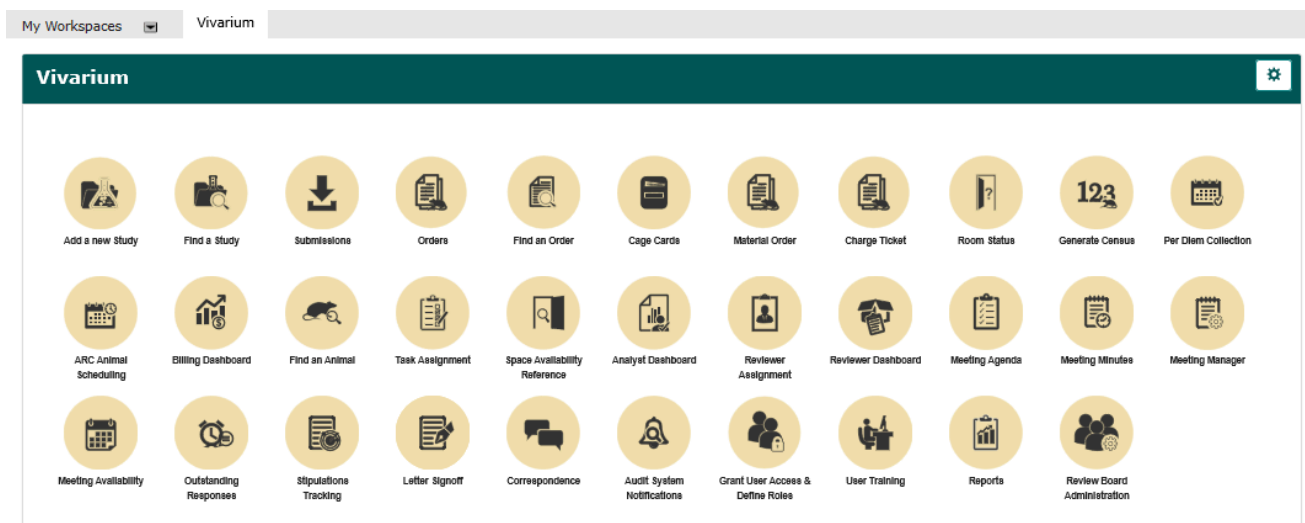 My Workspaces Vivarium
Vivarium
123
Add a new Study Find a Study Submissions Orders Find an Order Cage Cards Material Order Charge Ticket Room Status Generate Census Per Diem Collection
ARC Animal Scheduling Billing Dashboard Find an Animal Task Assignment Space Availability Reference Analyst Dashboard Reviewer Assignment Reviewer Dashboard Meeting Agenda Meeting Minutes Meeting Manager
Meeting Availability Outstanding Responses Stipulations Tracking Letter Signoff Correspondence Audit System Notifications Grant User Access & Define Roles User Training Reports Review Board Administration